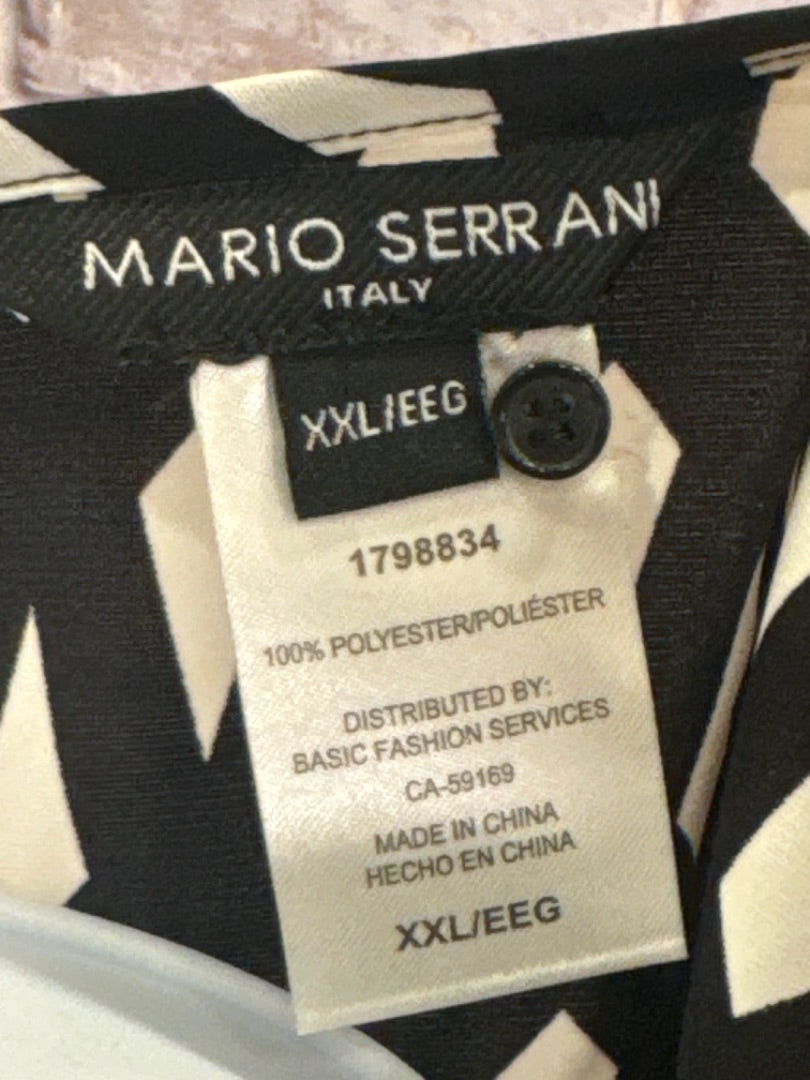 MARIO SERRANI
ITALY
XXL/EEG
1798834
100% POLYESTER/POLIÉSTER
DISTRIBUTED BY:
BASIC FASHION SERVICES
CA-59169
MADE IN CHINA
HECHO EN CHINA
XXL/EEG